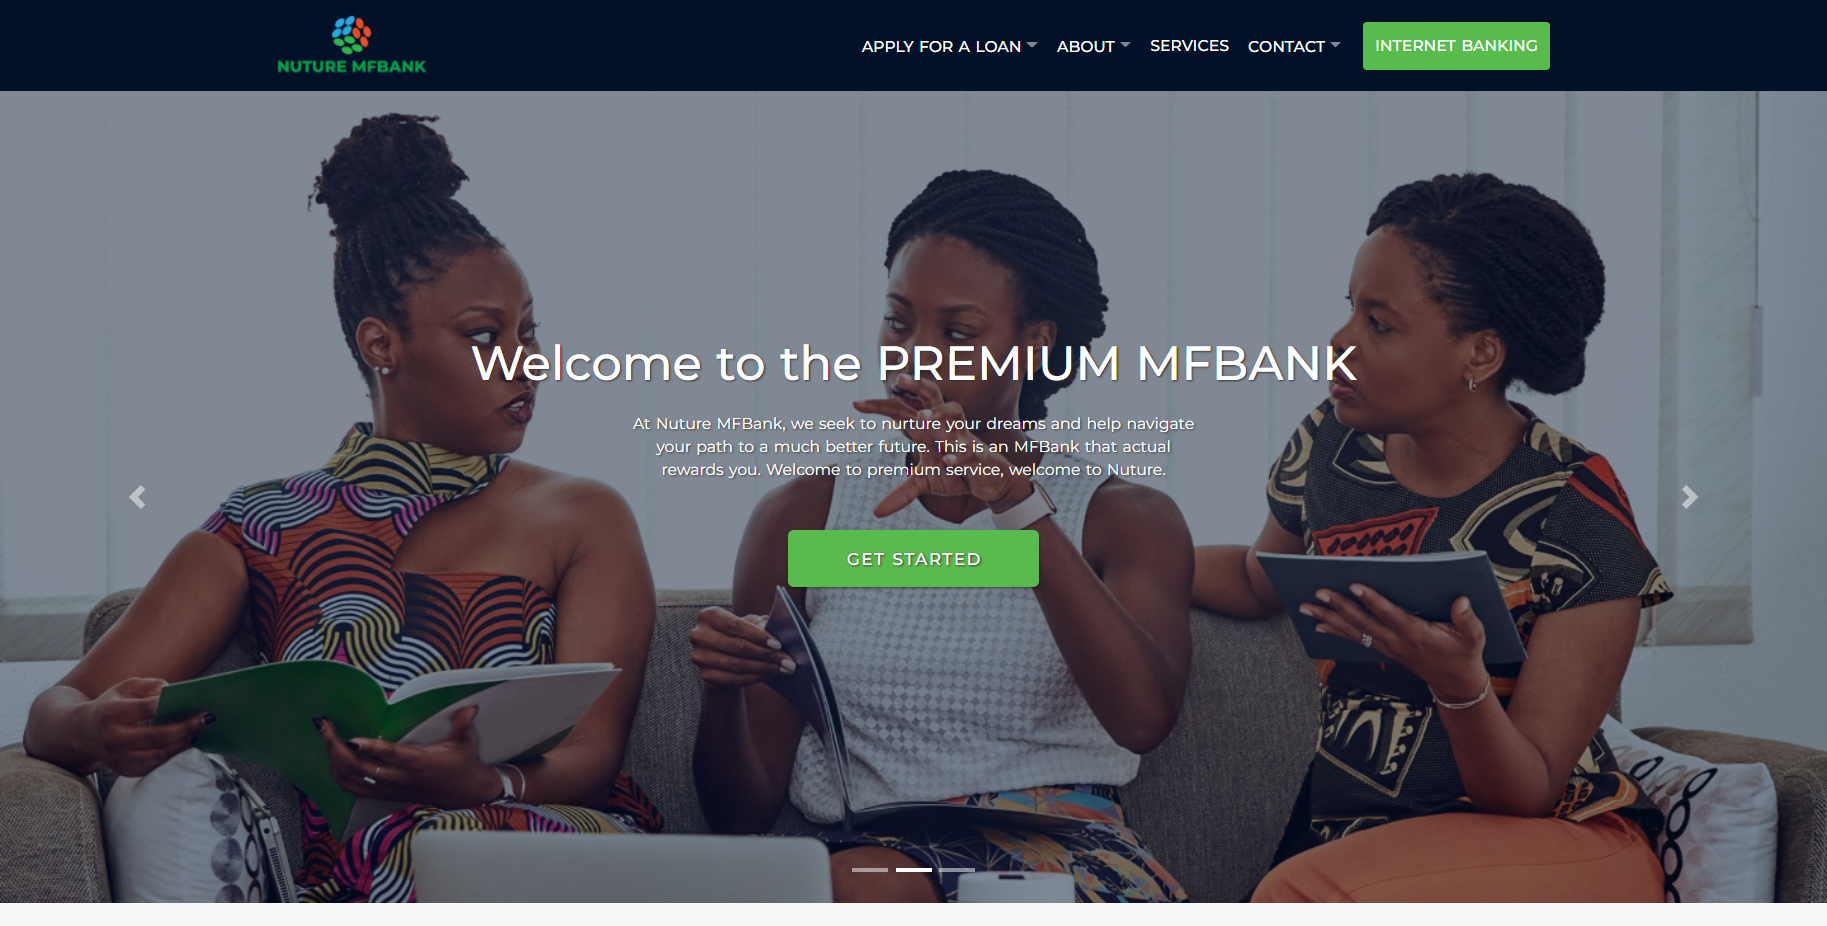 NUTURE MFBANK
APPLY FOR A LOAN
ABOUT
SERVICES
CONTACT
INTERNET BANKING
Welcome to the PREMIUM MFBANK
At Nuture MFBank, we seek to nurture your dreams and help navigate
your path to a much better future. This is an MFBank that actual
rewards you. Welcome to premium service, welcome to Nuture.
GET STARTED